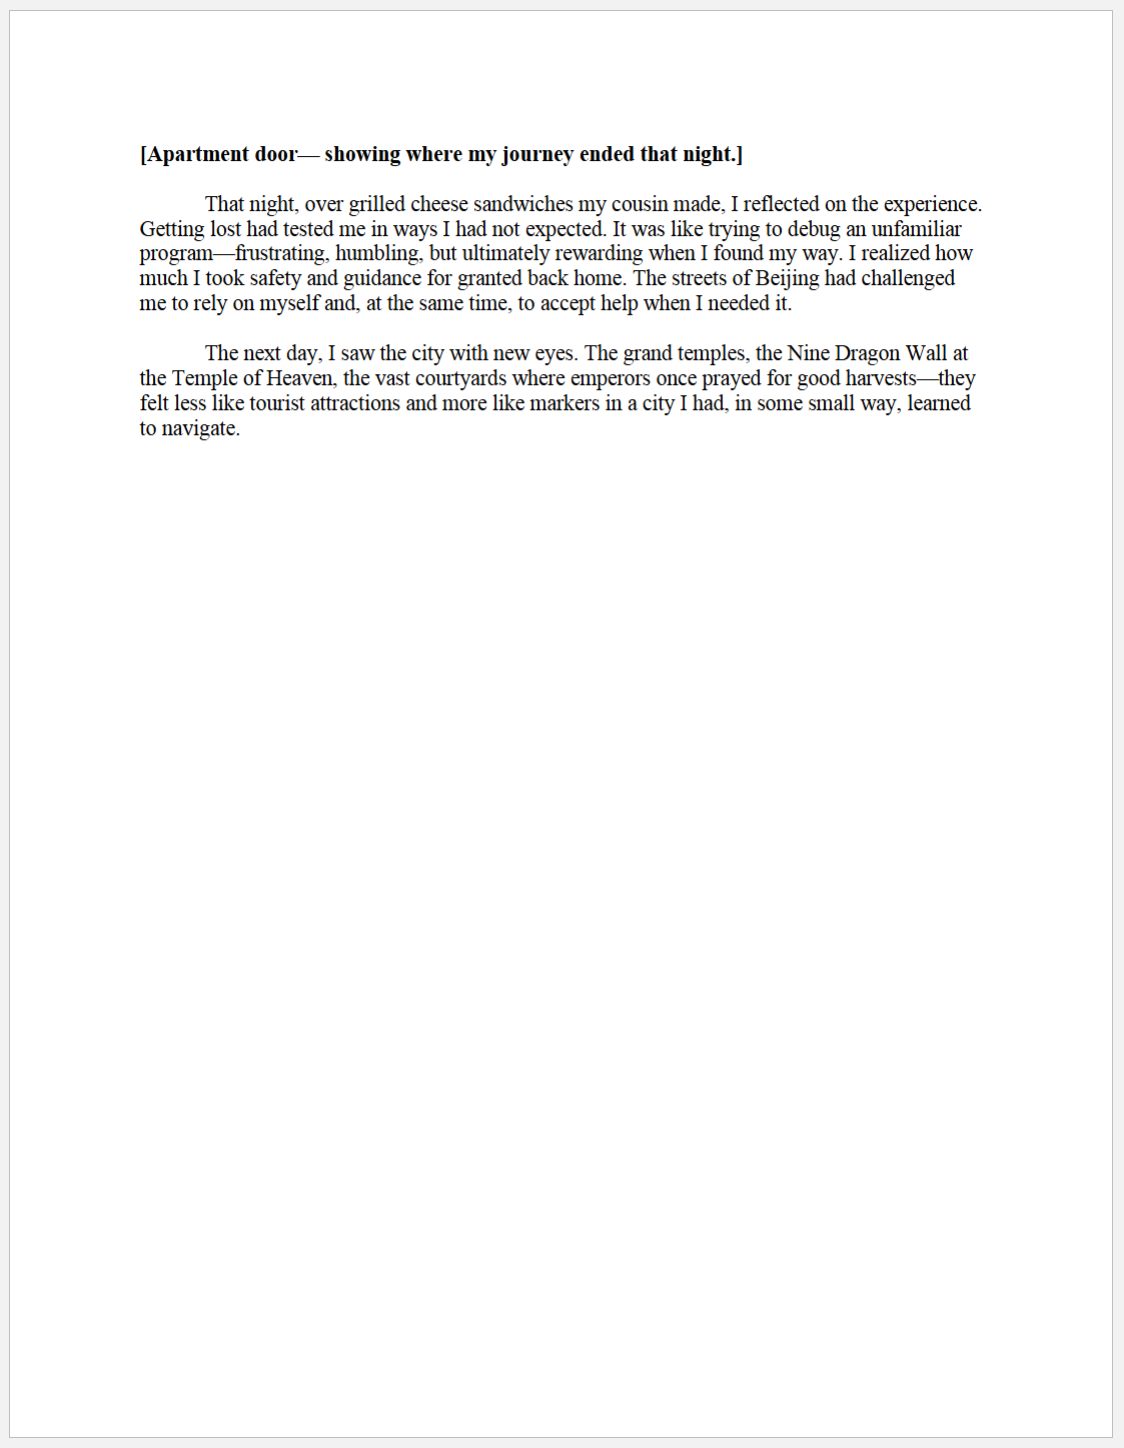 [Apartment door— showing where my journey ended that night.]
That night, over grilled cheese sandwiches my cousin made, I reflected on the experience.
Getting lost had tested me in ways I had not expected. It was like trying to debug an unfamiliar
program—frustrating, humbling, but ultimately rewarding when I found my way. I realized how
much I took safety and guidance for granted back home. The streets of Beijing had challenged
me to rely on myself and, at the same time, to accept help when I needed it.
The next day, I saw the city with new eyes. The grand temples, the Nine Dragon Wall at
the Temple of Heaven, the vast courtyards where emperors once prayed for good harvests—they
felt less like tourist attractions and more like markers in a city I had, in some small way, learned
to navigate.